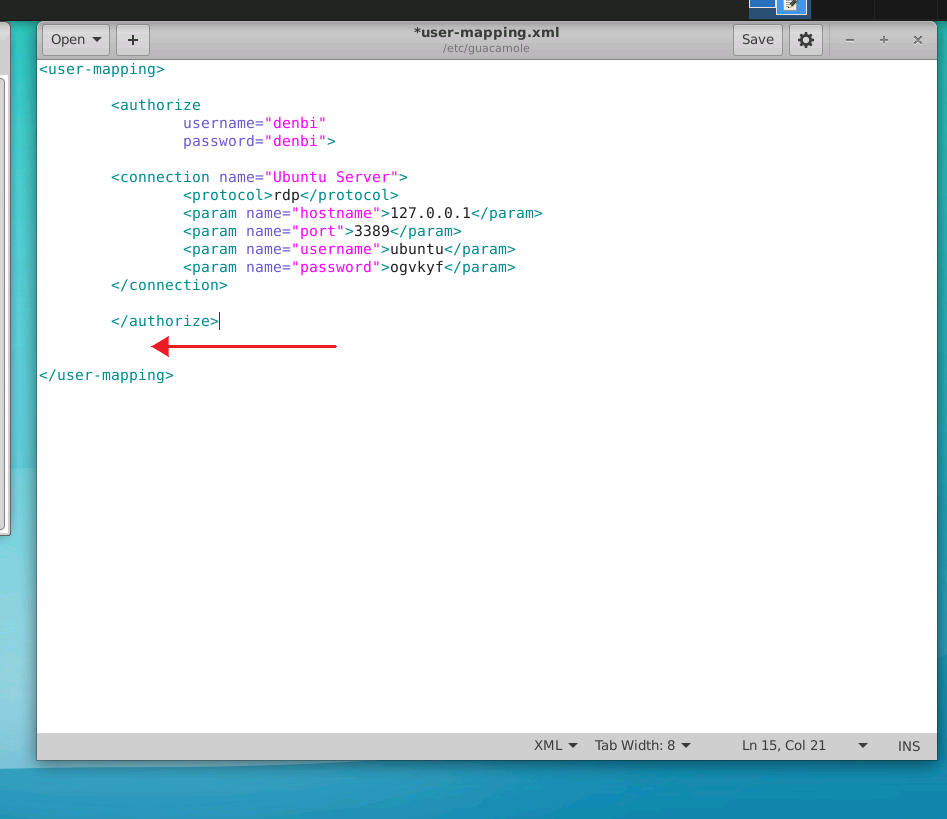 Open
+
*user-mapping.xml
/etc/guacamole
Save
<user-mapping>
<authorize
username="denbi"
password="denbi">
<connection name="Ubuntu Server">
<protocol>rdp</protocol>
<param name="hostname">127.0.0.1</param>
<param name="port">3389</param>
<param name="username">ubuntu</param>
<param name="password">ogvkyf</param>
</connection>
</authorize>
</user-mapping>
XML Tab Width: 8 Ln 15, Col 21 INS